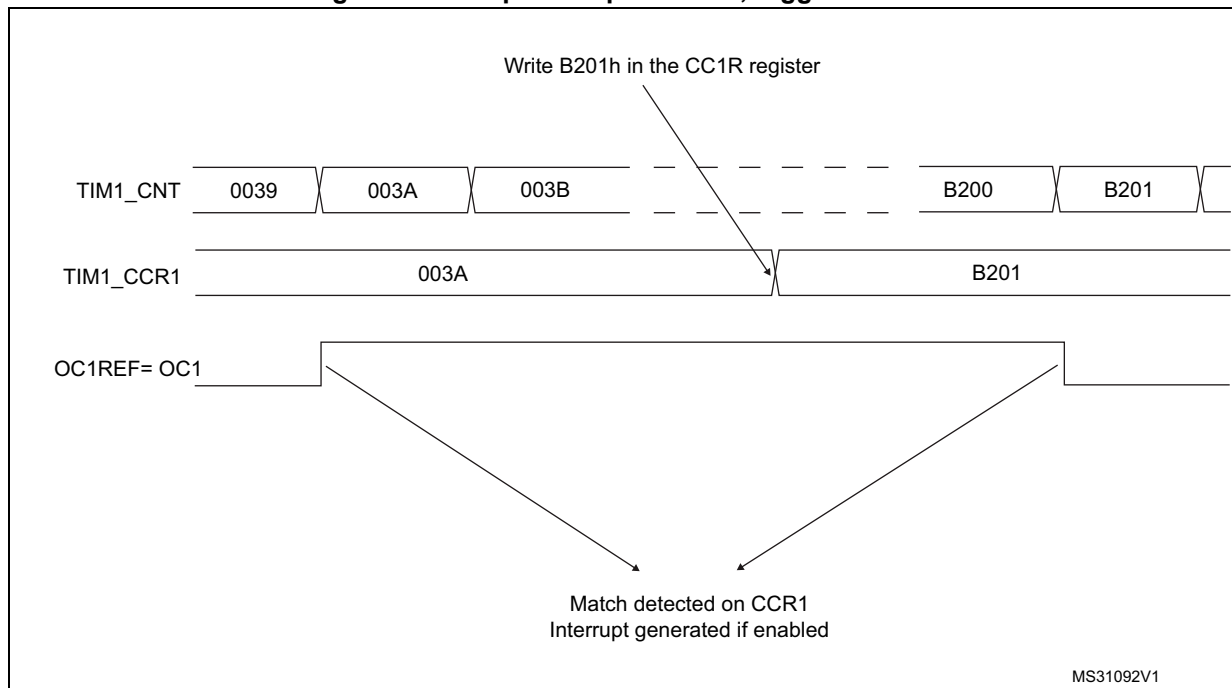 Write B201h in the CC1R register
TIM1_CNT 0039 003A 003B B200 B201
TIM1_CCR1 003A B201
OC1REF= OC1
Match detected on CCR1
Interrupt generated if enabled
MS31092V1